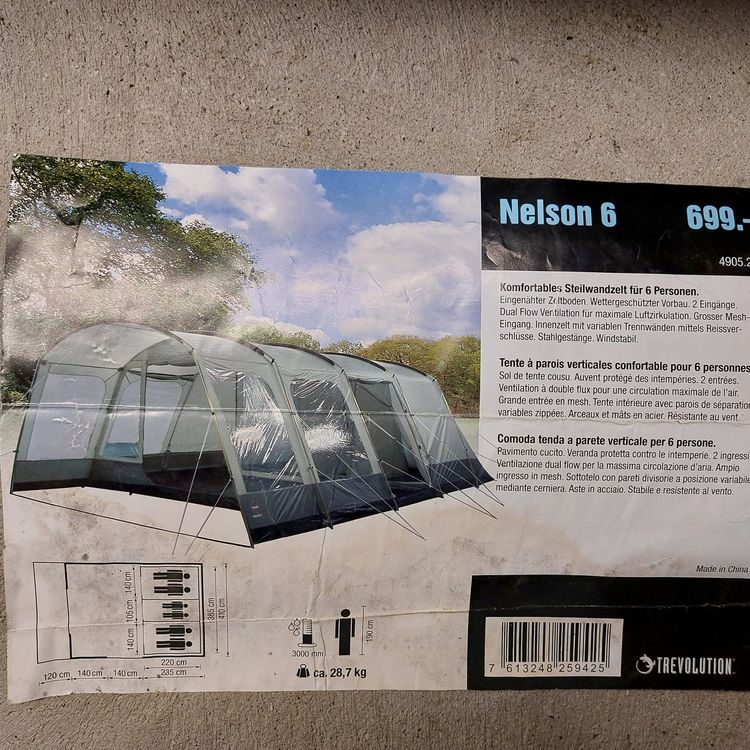 Nelson 6 699.-
4905.2
Komfortables Steilwandzelt für 6 Personen.
Eingenähter Zeltboden. Wettergeschützter Vorbau. 2 Eingänge.
Dual Flow Ventilation für maximale Luftzirkulation. Grosser Mesh-
Eingang. Innenzelt mit variablen Trennwänden mittels Reissver-
schlüsse. Stahlgestänge. Windstabil.
Tente à parois verticales confortable pour 6 personnes
Sol de tente cousu. Auvent protégé des intempéries. 2 entrées.
Ventilation à double flux pour une circulation maximale de l'air.
Grande entrée en mesh. Tente intérieure avec parois de séparation
variables zippées. Arceaux et mâts en acier. Résistante au vent.
Comoda tenda a parete verticale per 6 persone.
Pavimento cucito. Veranda protetta contro le intemperie. 2 ingressi
Ventilazione dual flow per la massima circolazione d'aria. Ampio
ingresso in mesh. Sottotelo con pareti divisorie a posizione variabile
mediante cerniera. Aste in acciaio. Stabile e resistente al vento.
Made in China
140 cm
105 cm
140 cm
385 cm
410 cm
220 cm
120 cm 140 cm 140 cm 235 cm
3000 mm
190 cm
ca. 28,7 kg
7 613248 259425
TREVOLUTION